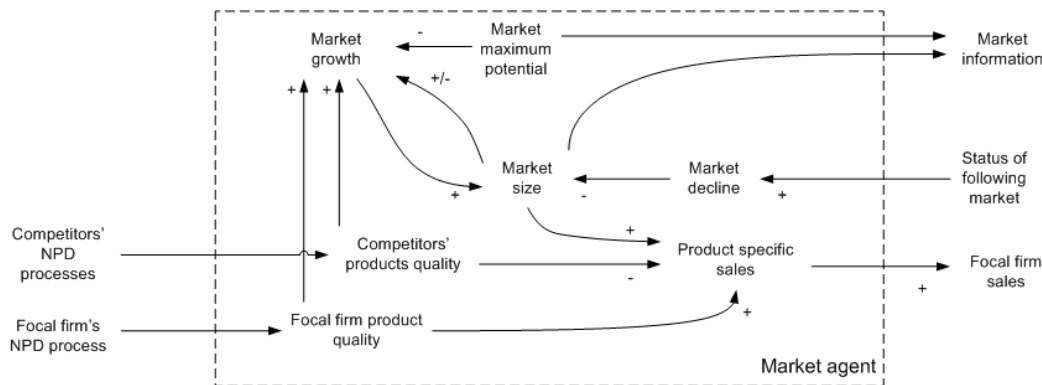 Market
growth
-
Market
maximum
potential
Market
information
+/-
+
+
Market
size
+
Market
decline
-
+
Status of
following
market
Competitors'
NPD
processes
Competitors'
products quality
+
-
Product specific
sales
+
Focal firm
sales
Focal firm's
NPD process
Focal firm product
quality
+
Market agent